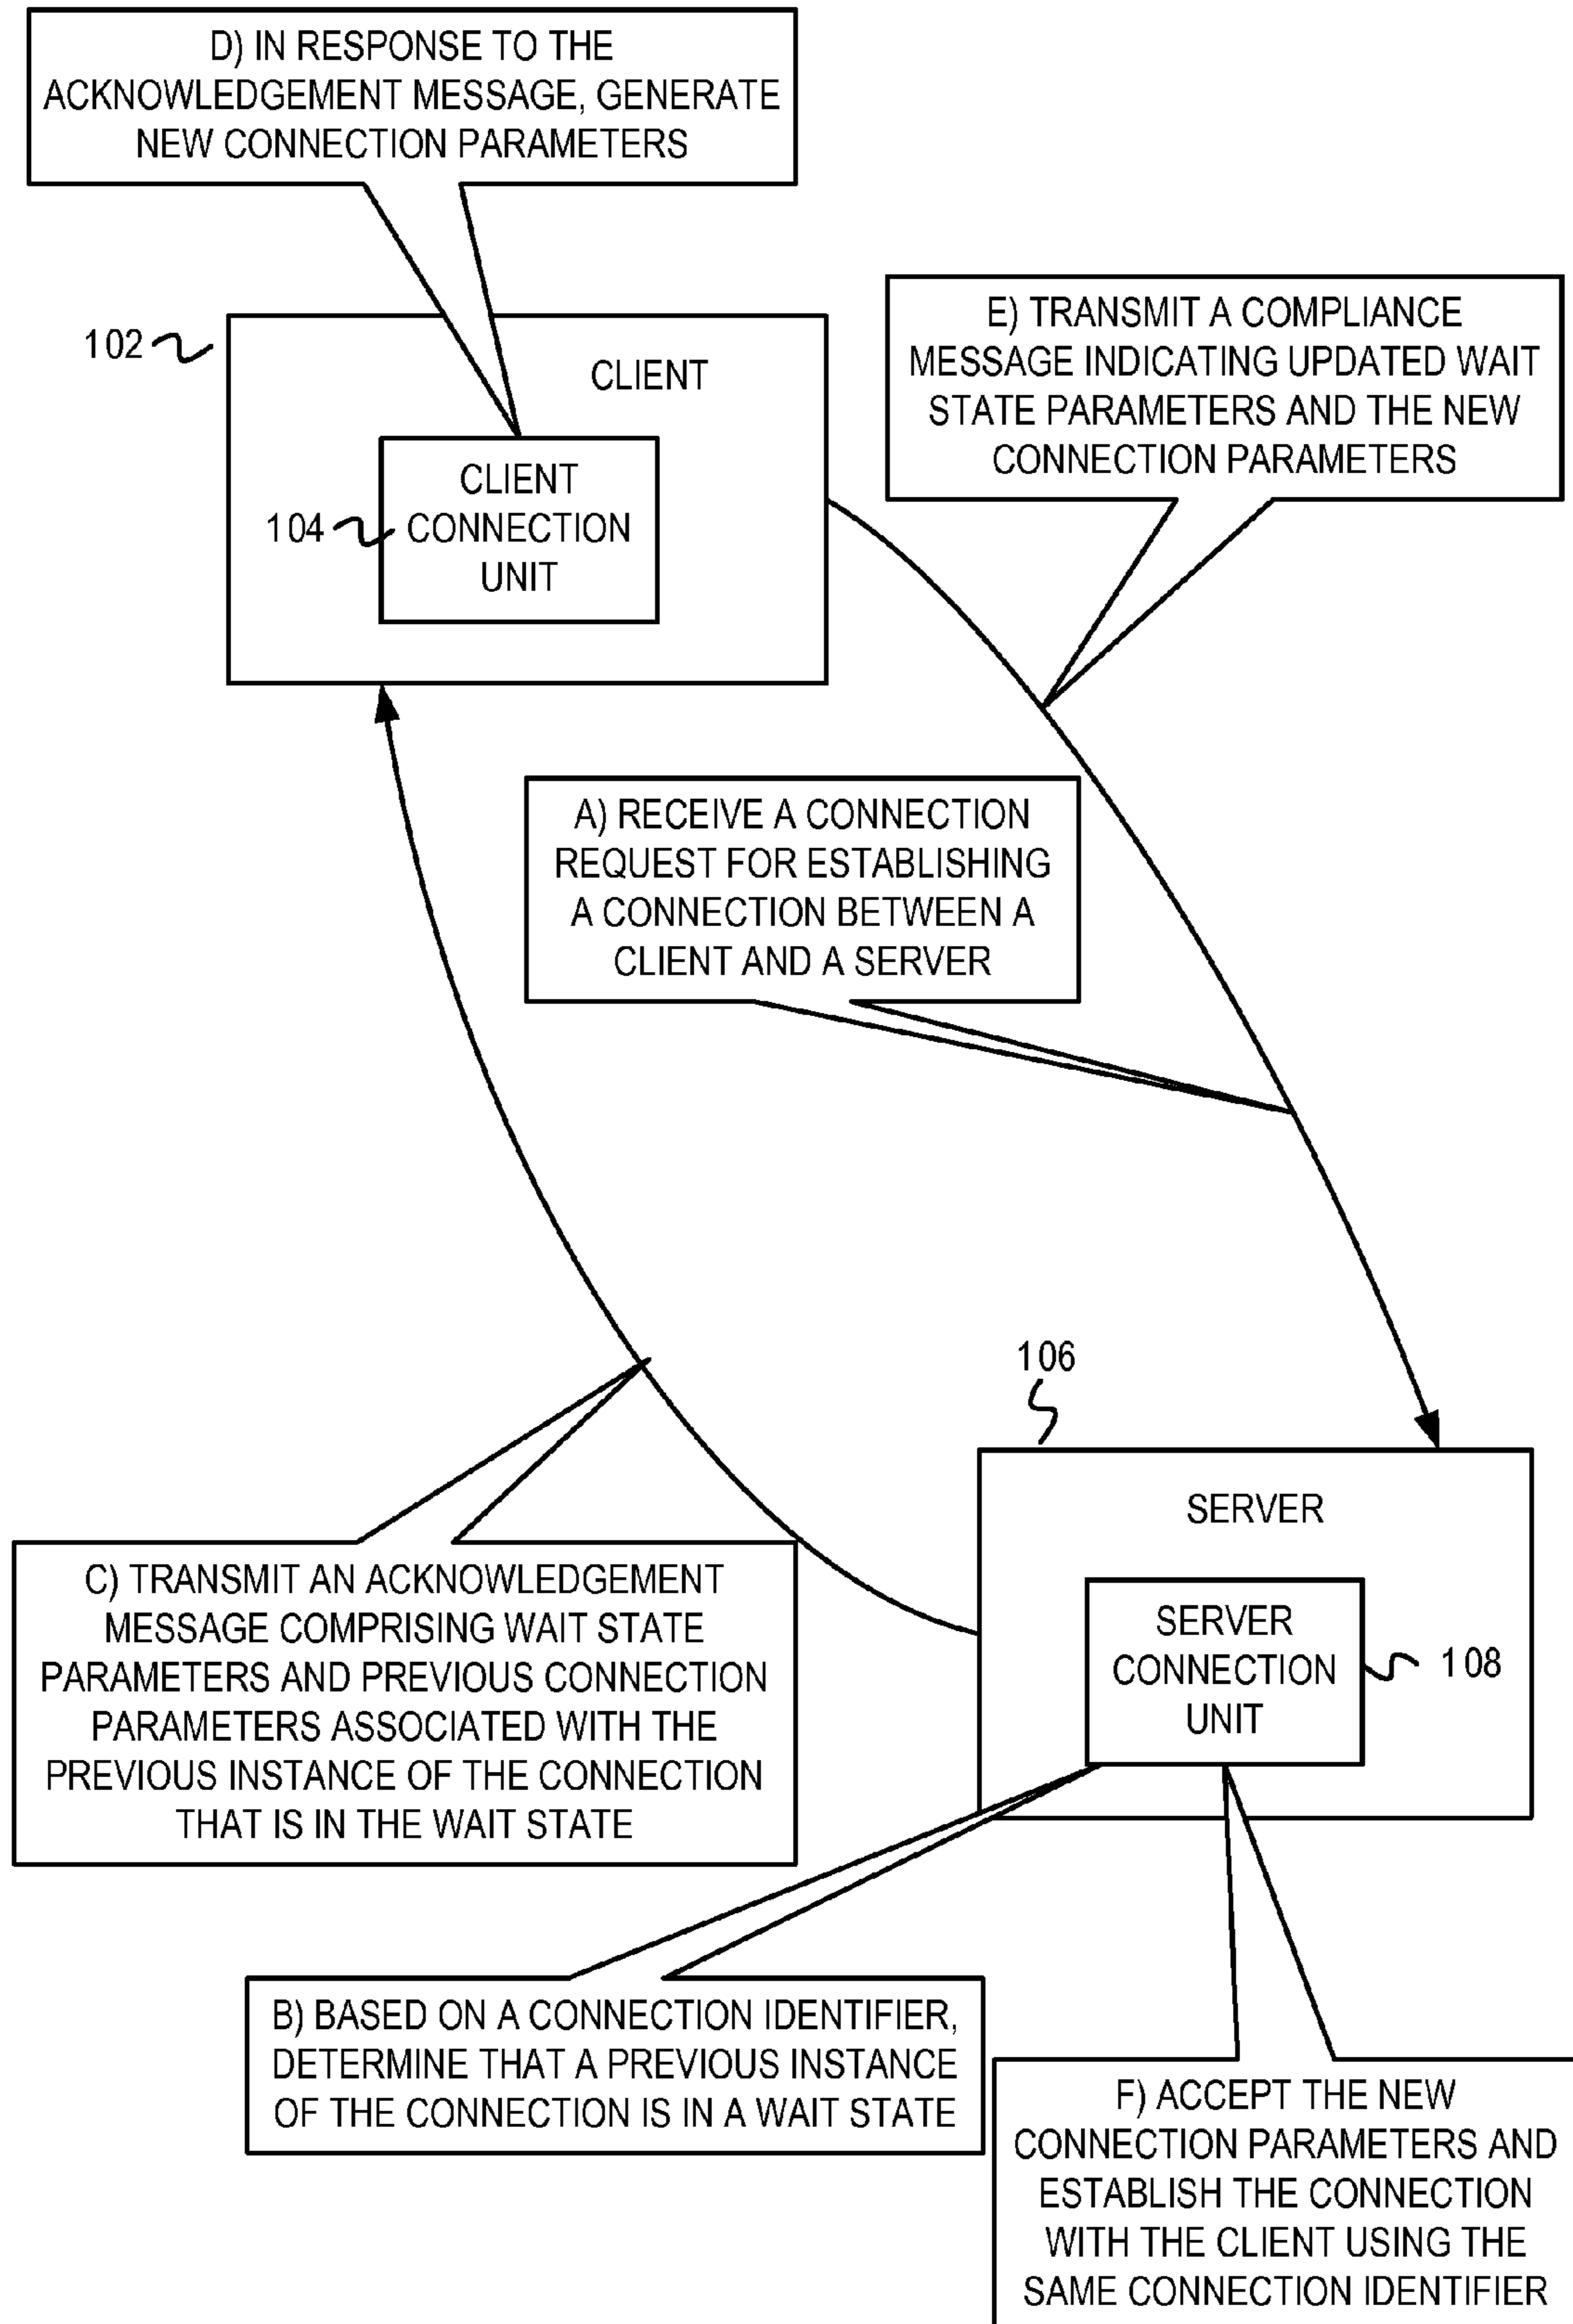 D) IN RESPONSE TO THE
ACKNOWLEDGEMENT MESSAGE, GENERATE
NEW CONNECTION PARAMETERS
102
CLIENT
CLIENT
CONNECTION
UNIT
104
E) TRANSMIT A COMPLIANCE
MESSAGE INDICATING UPDATED WAIT
STATE PARAMETERS AND THE NEW
CONNECTION PARAMETERS
A) RECEIVE A CONNECTION
REQUEST FOR ESTABLISHING
A CONNECTION BETWEEN A
CLIENT AND A SERVER
106
SERVER
SERVER
CONNECTION
UNIT
108
C) TRANSMIT AN ACKNOWLEDGEMENT
MESSAGE COMPRISING WAIT STATE
PARAMETERS AND PREVIOUS CONNECTION
PARAMETERS ASSOCIATED WITH THE
PREVIOUS INSTANCE OF THE CONNECTION
THAT IS IN THE WAIT STATE
B) BASED ON A CONNECTION IDENTIFIER,
DETERMINE THAT A PREVIOUS INSTANCE
OF THE CONNECTION IS IN A WAIT STATE
F) ACCEPT THE NEW
CONNECTION PARAMETERS AND
ESTABLISH THE CONNECTION
WITH THE CLIENT USING THE
SAME CONNECTION IDENTIFIER